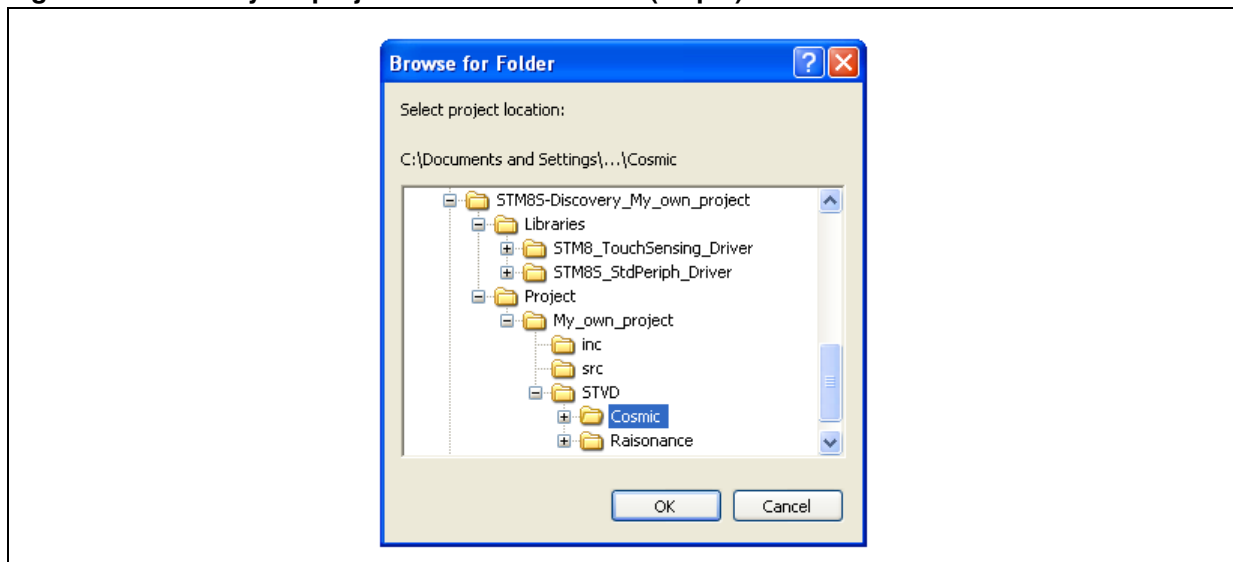 Browse for Folder
Select project location:
C:\Documents and Settings\...\Cosmic
STM8S-Discovery_My_own_project
Libraries
STM8_TouchSensing_Driver
STM8S_StdPeriph_Driver
Project
My_own_project
inc
src
STVD
Cosmic
Raisonance
OK Cancel